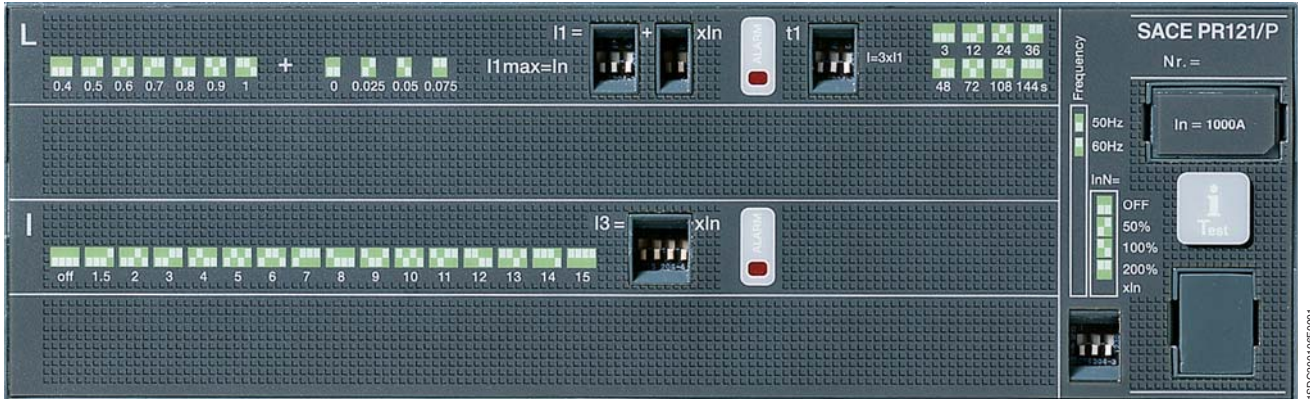 L
I1 = + xIn
I1max=In
0.4 0.5 0.6 0.7 0.8 0.9 1 + 0 0.025 0.05 0.075
ALARM
t1
I=3xI1
3 12 24 36
48 72 108 144 s
Frequency
50Hz
60Hz
InN=
OFF
50%
100%
200%
xIn
SACE PR121/P
Nr. =
In = 1000A
i
Test
I
I3 = xIn
off 1.5 2 3 4 5 6 7 8 9 10 11 12 13 14 15
ALARM